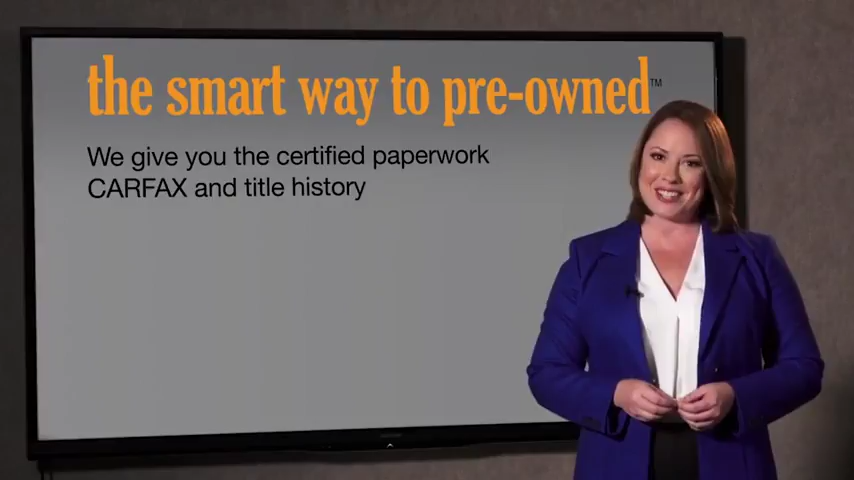 the smart way to pre-owned™
We give you the certified paperwork
CARFAX and title history